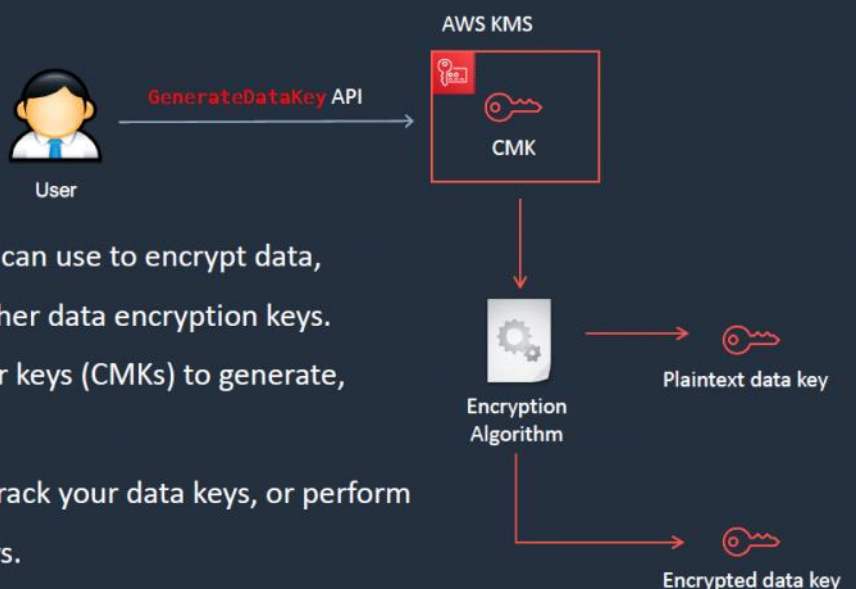 AWS KMS
GenerateDataKey API
CMK
User
can use to encrypt data,
her data encryption keys.
r keys (CMKs) to generate,
Encryption
Algorithm
Plaintext data key
rack your data keys, or perform
s.
Encrypted data key